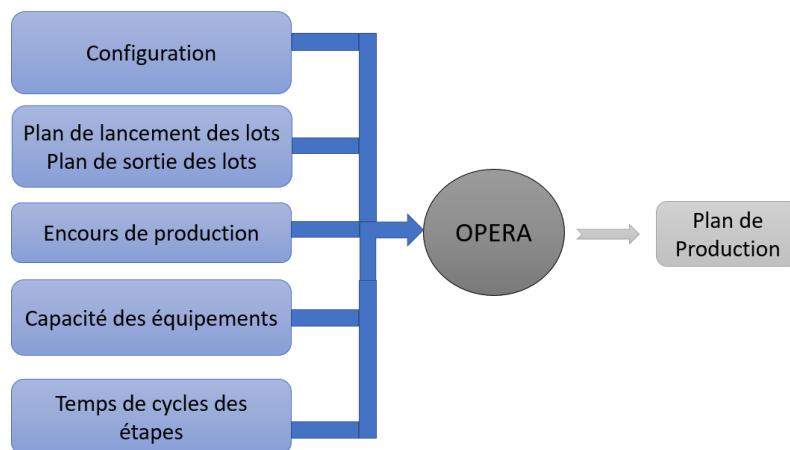 Configuration
Plan de lancement des lots
Plan de sortie des lots
Encours de production
Capacité des équipements
Temps de cycles des
étapes
OPERA
Plan de
Production